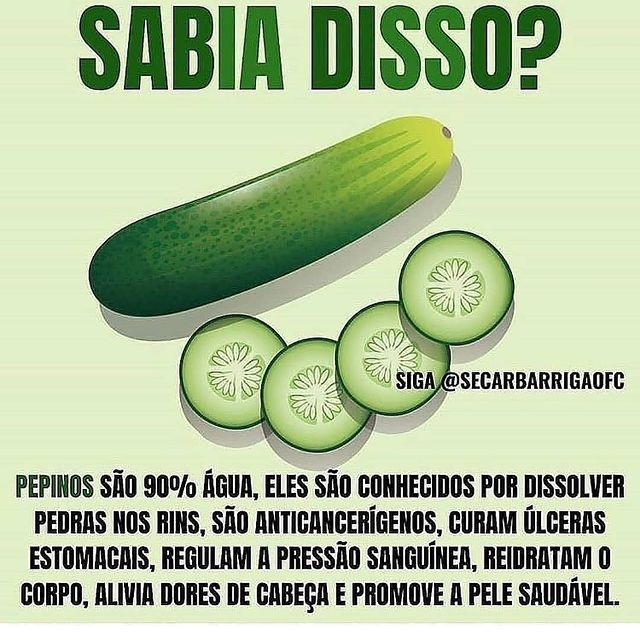 SABIA DISSO?
SIGA @SECARBARRIGAOFC
PEPINOS SÃO 90% ÁGUA, ELES SÃO CONHECIDOS POR DISSOLVER
PEDRAS NOS RINS, SÃO ANTICANCERÍGENOS, CURAM ÚLCERAS
ESTOMACAIS, REGULAM A PRESSÃO SANGUÍNEA, REIDRATAM O
CORPO, ALIVIA DORES DE CABEÇA E PROMOVE A PELE SAUDÁVEL.